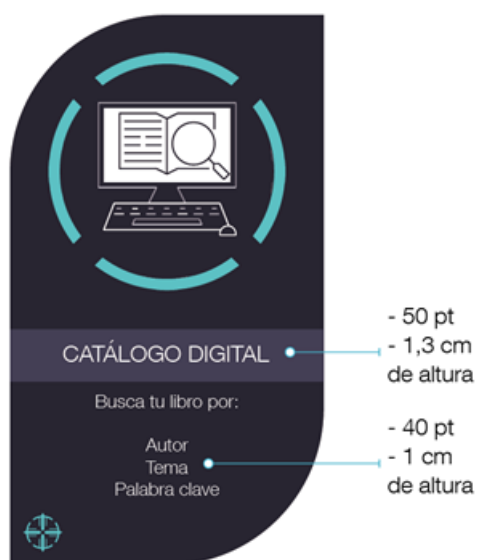 CATÁLOGO DIGITAL
Busca tu libro por:
Autor
Tema
Palabra clave
- 50 pt
- 1,3 cm
de altura
- 40 pt
- 1 cm
de altura